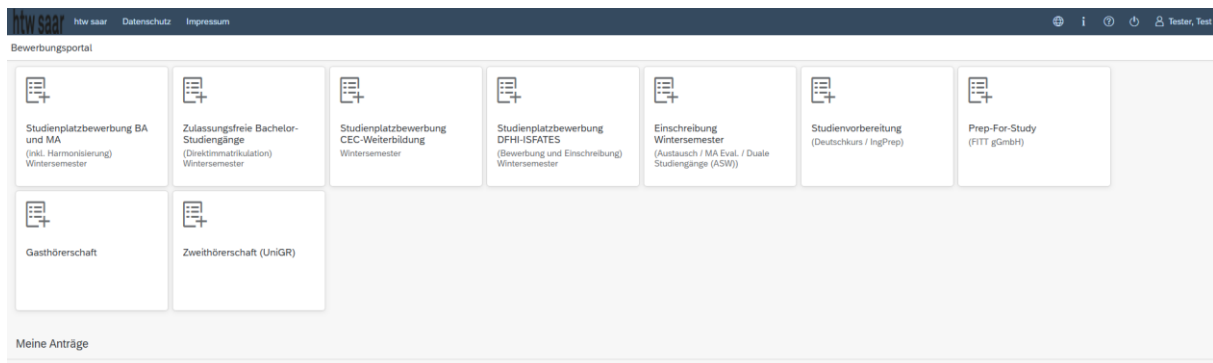 htw saar htw saar Datenschutz Impressum i ? Tester, Test
Bewerbungsportal
Studienplatzbewerbung BA
und MA
(inkl. Harmonisierung)
Wintersemester
Zulassungsfreie Bachelor-
Studiengänge
(Direktimmatrikulation)
Wintersemester
Studienplatzbewerbung
CEC-Weiterbildung
Wintersemester
Studienplatzbewerbung
DFHI-ISFATES
(Bewerbung und Einschreibung)
Wintersemester
Einschreibung
Wintersemester
(Austausch / MA Eval. / Duale
Studiengänge (ASW))
Studienvorbereitung
(Deutschkurs / IngPrep)
Prep-For-Study
(FITT gGmbH)
Gasthörerschaft
Zweithörerschaft (UniGR)
Meine Anträge